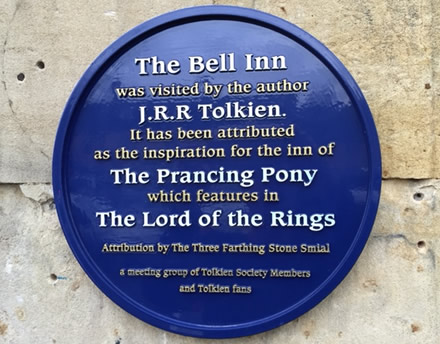 The Bell Inn
was visited by the author
J.R.R Tolkien.
It has been attributed
as the inspiration for the inn of
The Prancing Pony
which features in
The Lord of the Rings
Attribution by The Three Farthing Stone Smial
a meeting group of Tolkien Society Members
and Tolkien fans